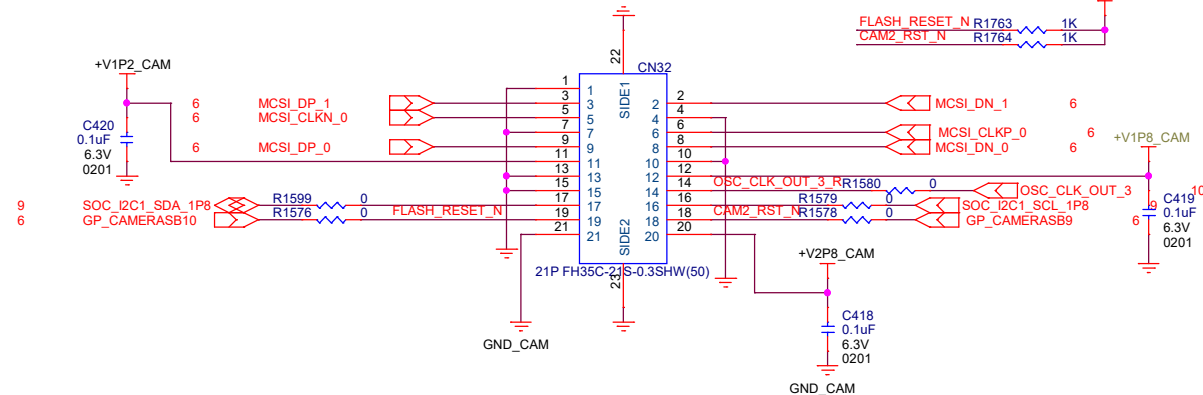 FLASH_RESET_N R1763 1K
CAM2_RST_N R1764 1K
22
CN32
+V1P2_CAM
1 1 SIDE1
6 MCSI_DP_1 3 3 2 2 MCSI_DN_1 6
6 MCSI_CLKN_0 5 5 4 4
7 7 6 6 MCSI_CLKP_0 6
6 MCSI_DP_0 9 9 8 8 MCSI_DN_0 6
C420
0.1uF
6.3V
0201
+V1P8_CAM
11 11 10 10
13 13 12 12
15 15 14 14 OSC_CLK_OUT_3_R R1580 0 OSC_CLK_OUT_3 10
9 SOC_I2C1_SDA_1P8 R1599 0 17 17 16 16 R1579 0 SOC_I2C1_SCL_1P8 9
6 GP_CAMERASB10 R1576 0 FLASH_RESET_N 19 19 18 18 CAM2_RST_N R1578 0 GP_CAMERASB9 6
21 21 SIDE2 20 20
C419
0.1uF
6.3V
0201
+V2P8_CAM
21P FH35C-21S-0.3SHW(50)
23
C418
0.1uF
6.3V
0201
GND_CAM
GND_CAM